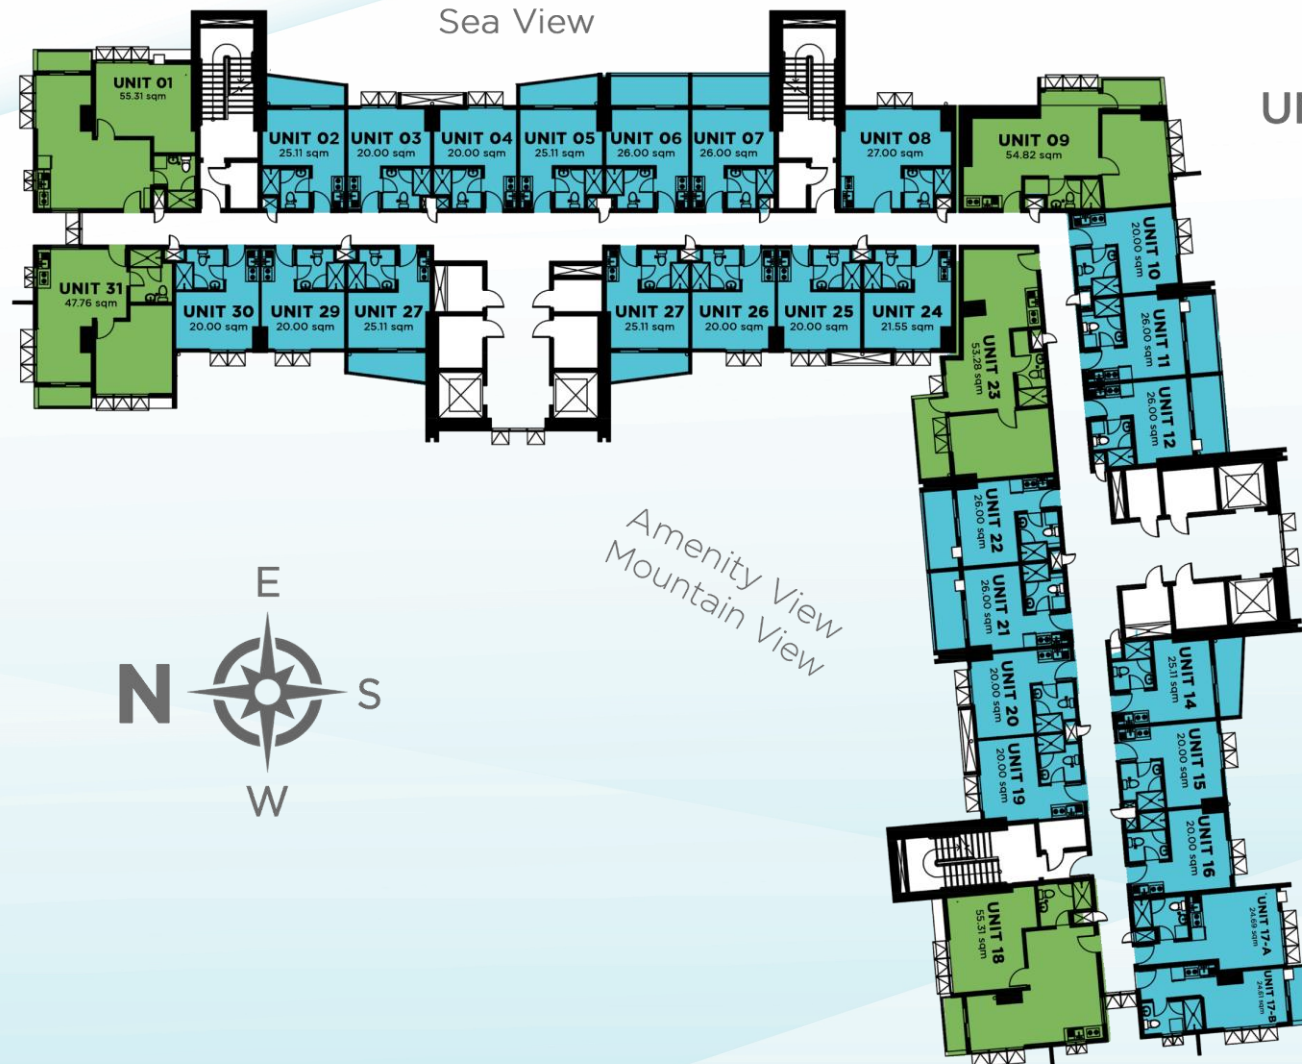 Sea View
UNIT 01
55.31 sqm
UNIT 02
25.11 sqm
UNIT 03
20.00 sqm
UNIT 04
20.00 sqm
UNIT 05
25.11 sqm
UNIT 06
26.00 sqm
UNIT 07
26.00 sqm
UNIT 08
27.00 sqm
UNIT 09
54.82 sqm
UNIT 10
20.00 sqm
UNIT 11
26.00 sqm
UNIT 12
26.00 sqm
UNIT 31
47.76 sqm
UNIT 30
20.00 sqm
UNIT 29
20.00 sqm
UNIT 27
25.11 sqm
UNIT 27
25.11 sqm
UNIT 26
20.00 sqm
UNIT 25
20.00 sqm
UNIT 24
21.55 sqm
UNIT 23
53.28 sqm
UNIT 22
26.00 sqm
UNIT 21
26.00 sqm
UNIT 20
20.00 sqm
UNIT 19
20.00 sqm
UNIT 14
25.11 sqm
UNIT 15
20.00 sqm
UNIT 16
20.00 sqm
UNIT 17-A
24.69 sqm
UNIT 17-B
24.61 sqm
UNIT 18
55.31 sqm
Amenity View
Mountain View
E
N
S
W